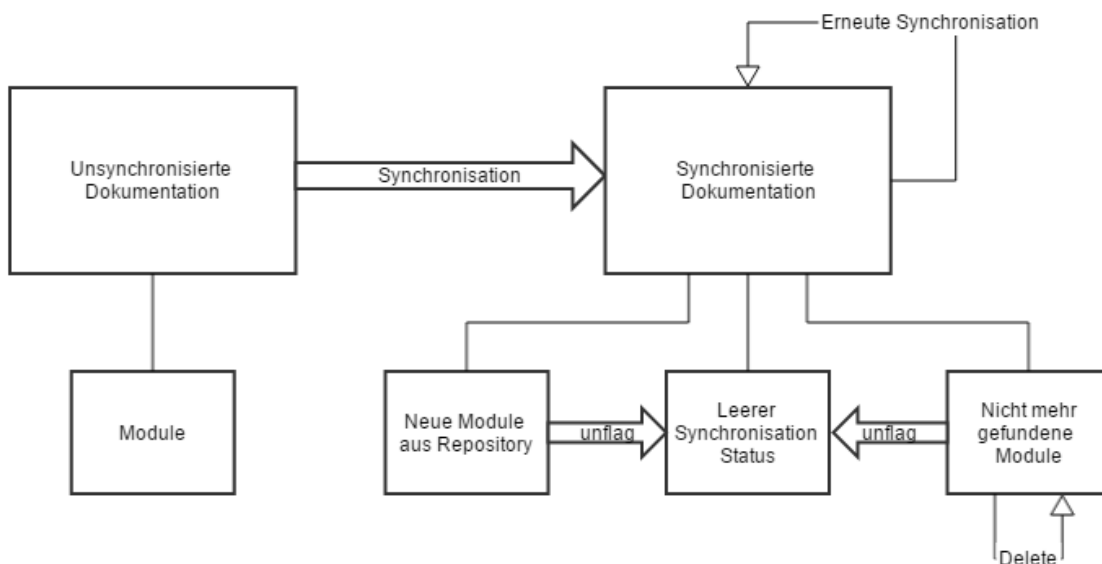 Erneute Synchronisation
Unsynchronisierte
Dokumentation
Synchronisation
Synchronisierte
Dokumentation
Module
Neue Module
aus Repository
unflag
Leerer
Synchronisation
Status
unflag
Nicht mehr
gefundene
Module
Delete